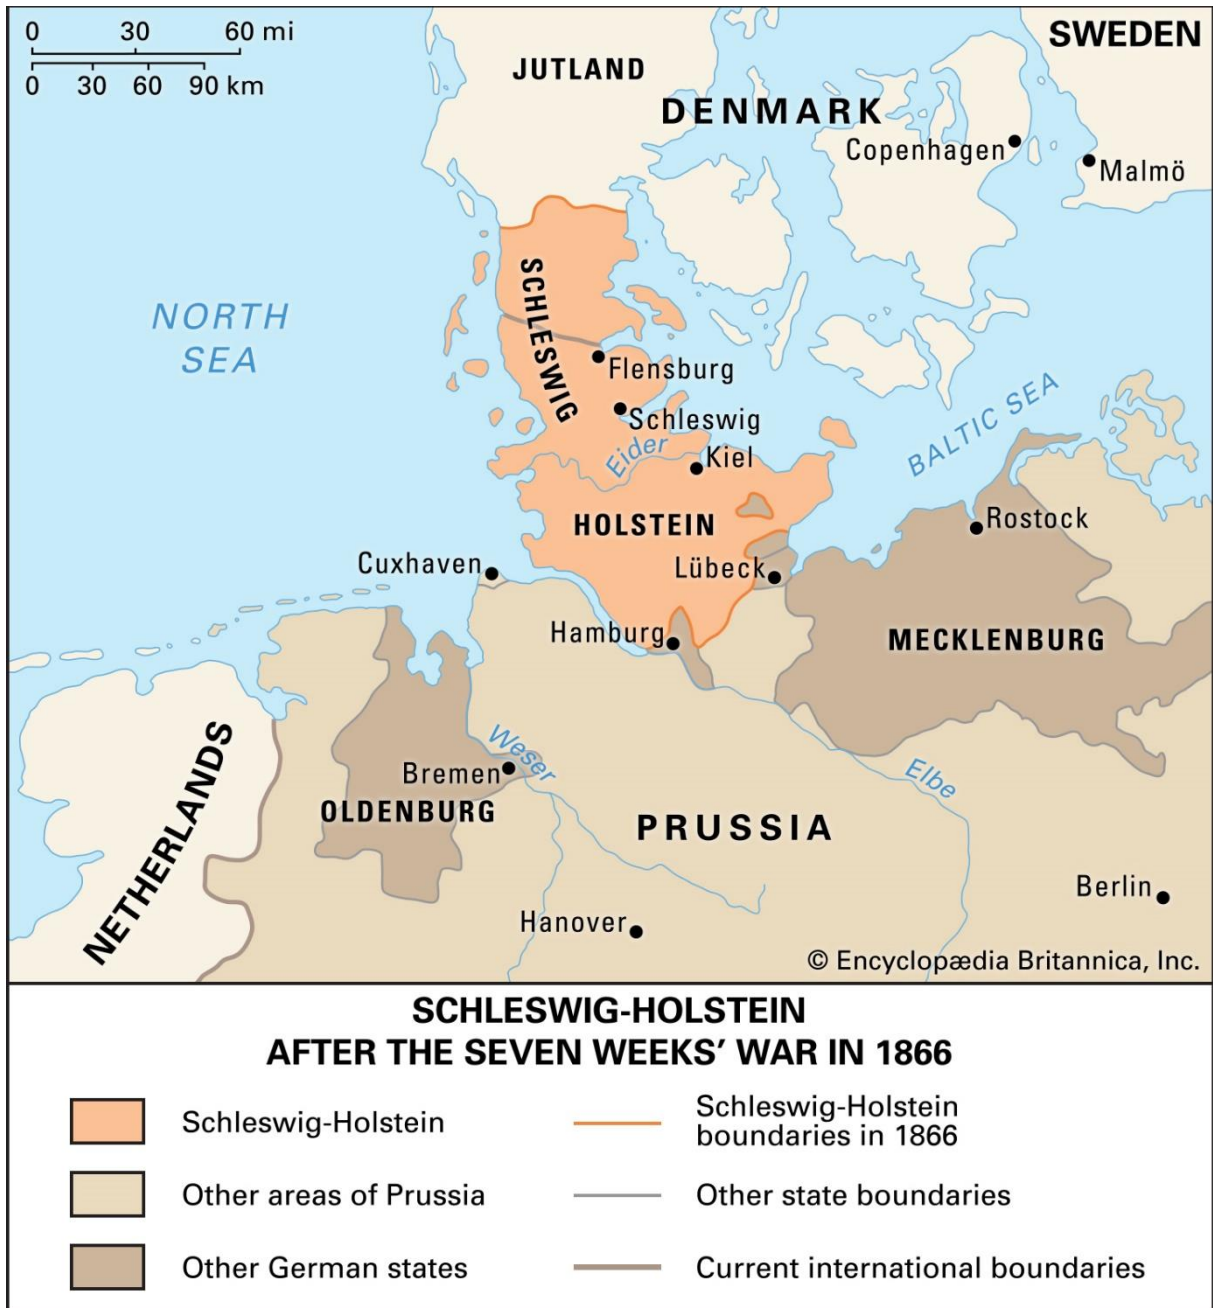 0 30 60 mi
0 30 60 90 km
SWEDEN
JUTLAND
DENMARK
Copenhagen
Malmö
SCHLESWIG
NORTH
SEA
Flensburg
Schleswig
Eider
Kiel
BALTIC SEA
HOLSTEIN
Rostock
Cuxhaven
Lübeck
Hamburg
MECKLENBURG
NETHERLANDS
Weser
Bremen
Elbe
OLDENBURG
PRUSSIA
Berlin
Hanover
© Encyclopædia Britannica, Inc.
SCHLESWIG-HOLSTEIN
AFTER THE SEVEN WEEKS' WAR IN 1866
Schleswig-Holstein
Schleswig-Holstein
boundaries in 1866
Other areas of Prussia
Other state boundaries
Other German states
Current international boundaries